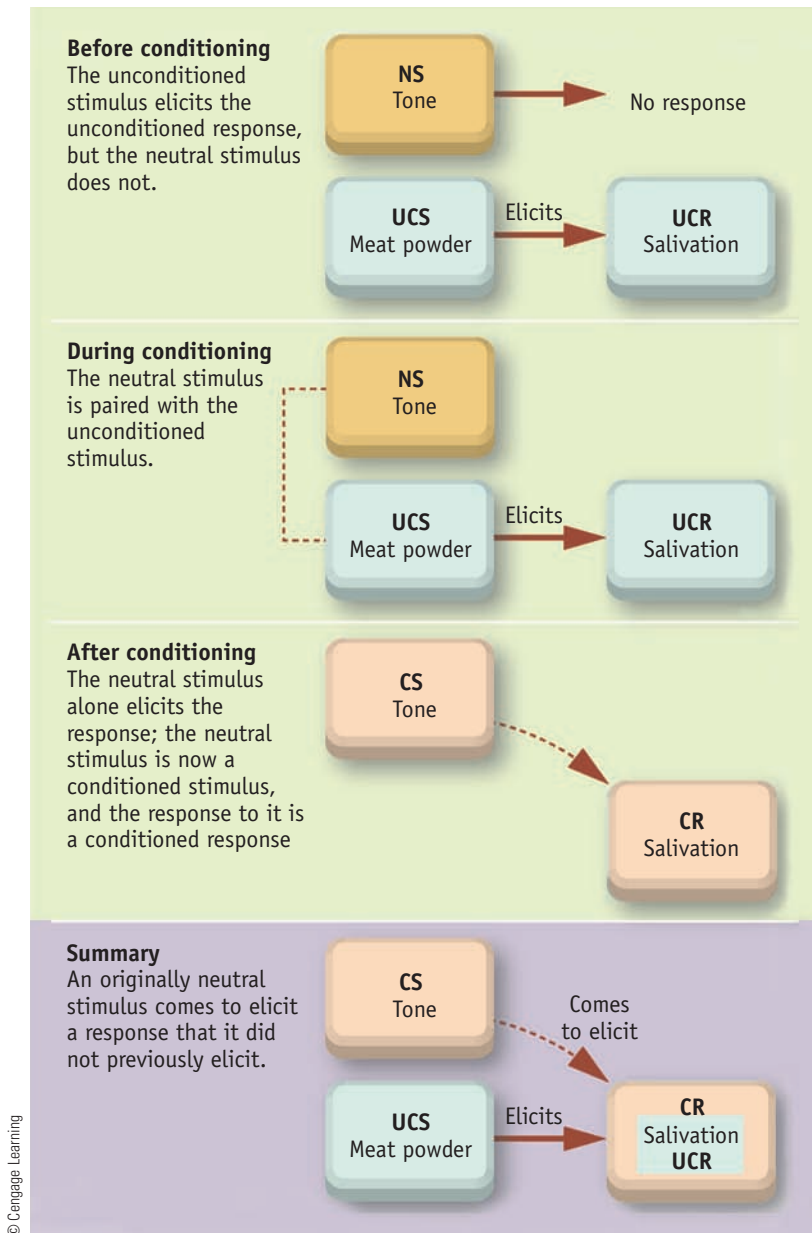 Before conditioning
The unconditioned
stimulus elicits the
unconditioned response,
but the neutral stimulus
does not.
NS
Tone
No response
UCS
Meat powder
Elicits
UCR
Salivation
During conditioning
The neutral stimulus
is paired with the
unconditioned
stimulus.
NS
Tone
UCS
Meat powder
Elicits
UCR
Salivation
After conditioning
The neutral stimulus
alone elicits the
response; the neutral
stimulus is now a
conditioned stimulus,
and the response to it is
a conditioned response
CS
Tone
CR
Salivation
Summary
An originally neutral
stimulus comes to elicit
a response that it did
not previously elicit.
CS
Tone
Comes
to elicit
UCS
Meat powder
Elicits
CR
Salivation
UCR
© Cengage Learning